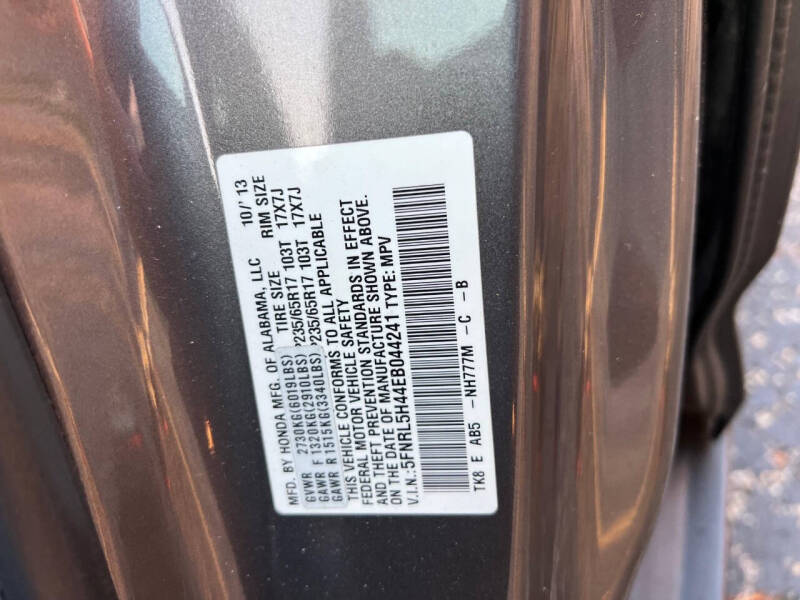 MFD. BY HONDA MFG. OF ALABAMA, LLC 10/'13
TIRE SIZE RIM SIZE
GVWR 2730KG(6019LBS)
GAWR F 1320KG(2910LBS) P235/65R17 103T 17X7J
GAWR R 1515KG(3340LBS) P235/65R17 103T 17X7J
THIS VEHICLE CONFORMS TO ALL APPLICABLE
FEDERAL MOTOR VEHICLE SAFETY
AND THEFT PREVENTION STANDARDS IN EFFECT
ON THE DATE OF MANUFACTURE SHOWN ABOVE.
V.I.N.: 5FNRL5H44EB044241 TYPE: MPV
TK8 E AB5 -NH777M -C -B